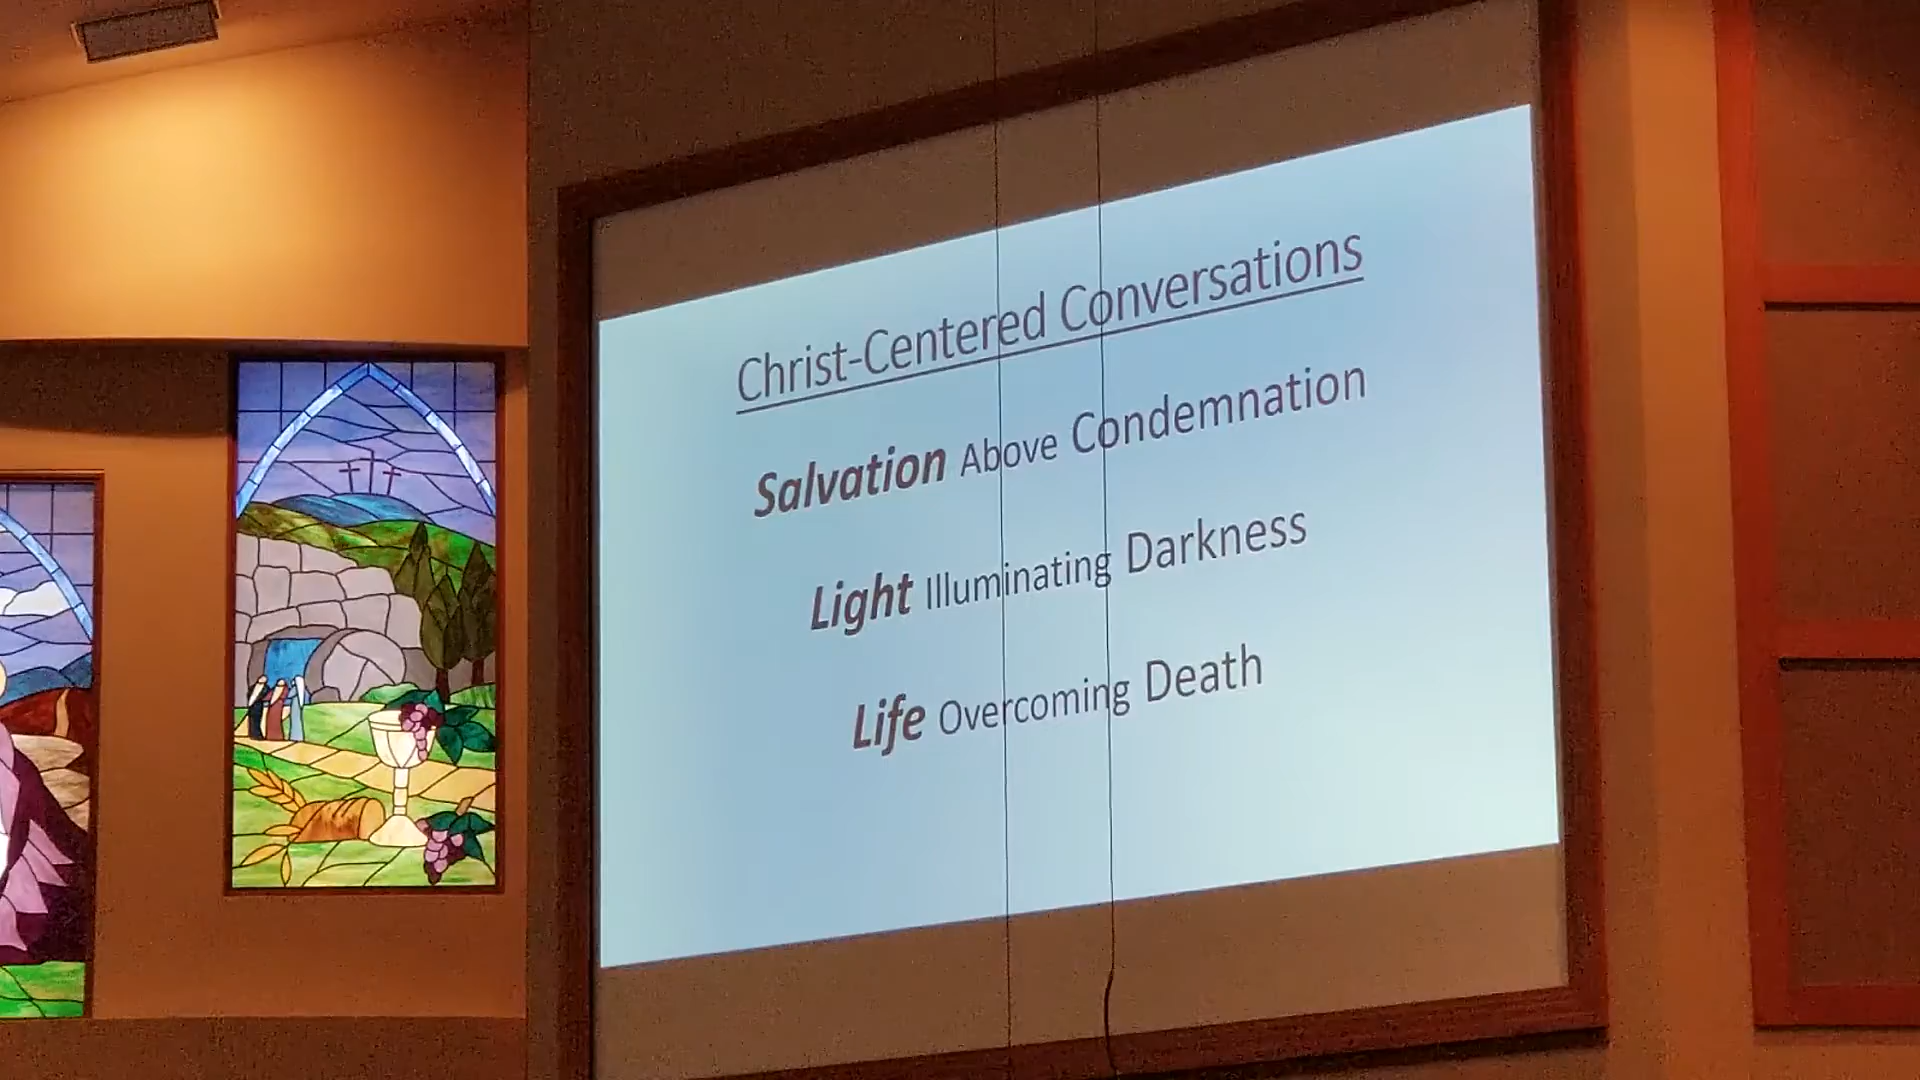 Christ-Centered Conversations
Salvation Above Condemnation
Light Illuminating Darkness
Life Overcoming Death